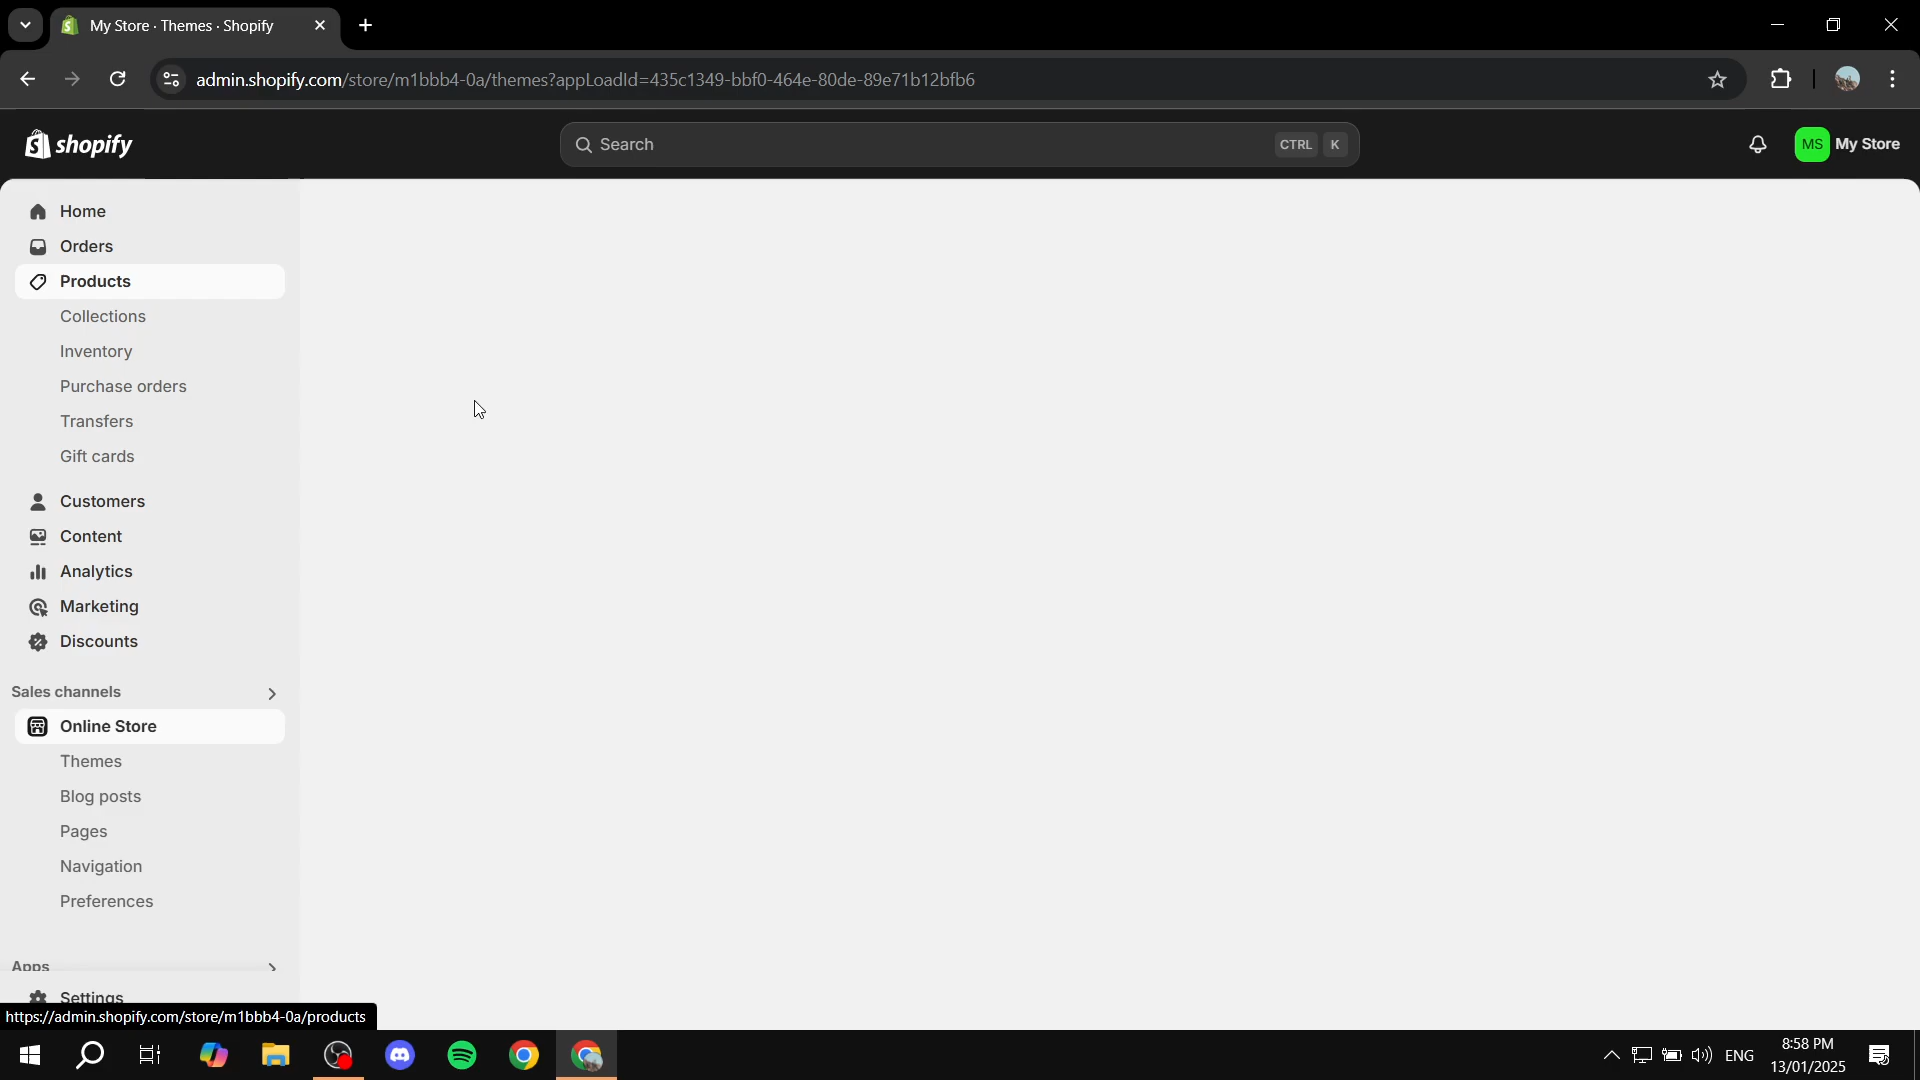 My Store · Themes · Shopify
admin.shopify.com/store/m1bbb4-0a/themes?appLoadId=435c1349-bbf0-464e-80de-89e71b12bfb6
shopify
Search
CTRL K
MS My Store
Home
Orders
Products
Collections
Inventory
Purchase orders
Transfers
Gift cards
Customers
Content
Analytics
Marketing
Discounts
Sales channels
Online Store
Themes
Blog posts
Pages
Navigation
Preferences
Apps
Settings
https://admin.shopify.com/store/m1bbb4-0a/products
ENG
8:58 PM
13/01/2025